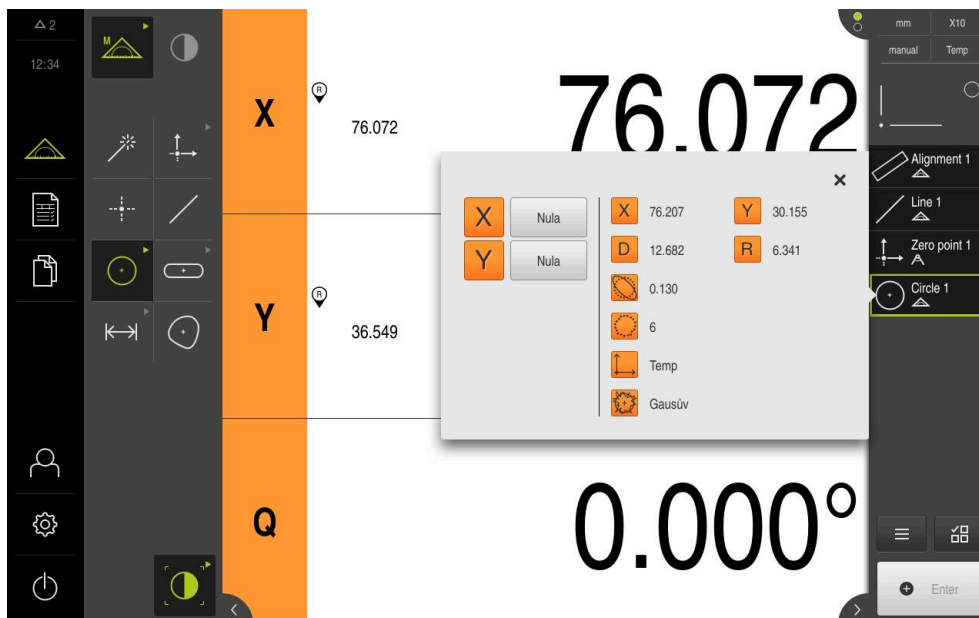 2
12:34
M
X
R
76.072
76.072
Y
R
36.549
Q
0.000°
X Nula
Y Nula
X 76.207 Y 30.155
D 12.682 R 6.341
0.130
6
Temp
Gausův
mm X10
manual Temp
Alignment 1
Line 1
Zero point 1
Circle 1
Enter